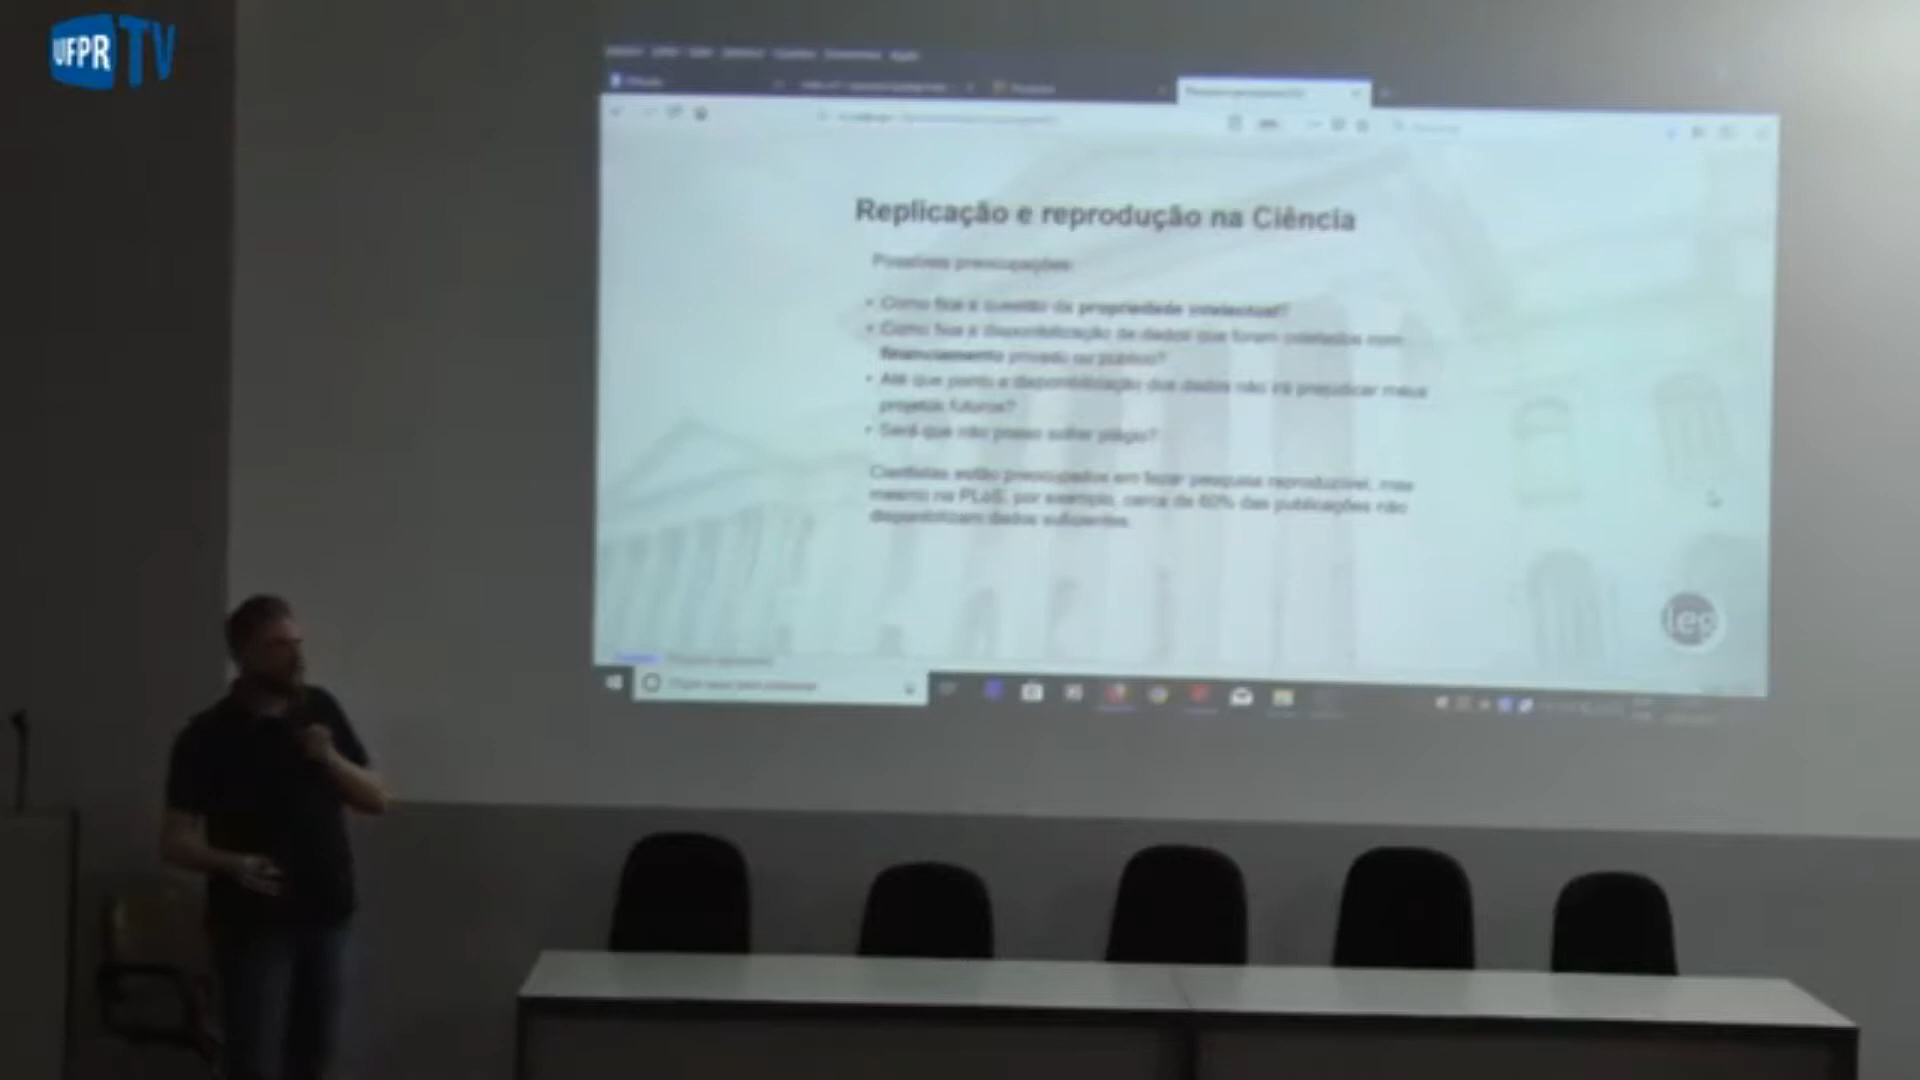 UFPR TV
Replicação e reprodução na Ciência
Possíveis preocupações:
• Como fica a questão da propriedade intelectual?
• Como fica a disponibilização de dados que foram coletados com
financiamento privado ou público?
• Até que ponto a disponibilização dos dados não irá prejudicar meus
projetos futuros?
• Será que não posso sofrer plágio?
Cientistas estão preocupados em fazer pesquisa reproduzível, mas
mesmo na PLoS, por exemplo, cerca de 60% das publicações não
disponibilizam dados suficientes.
leg